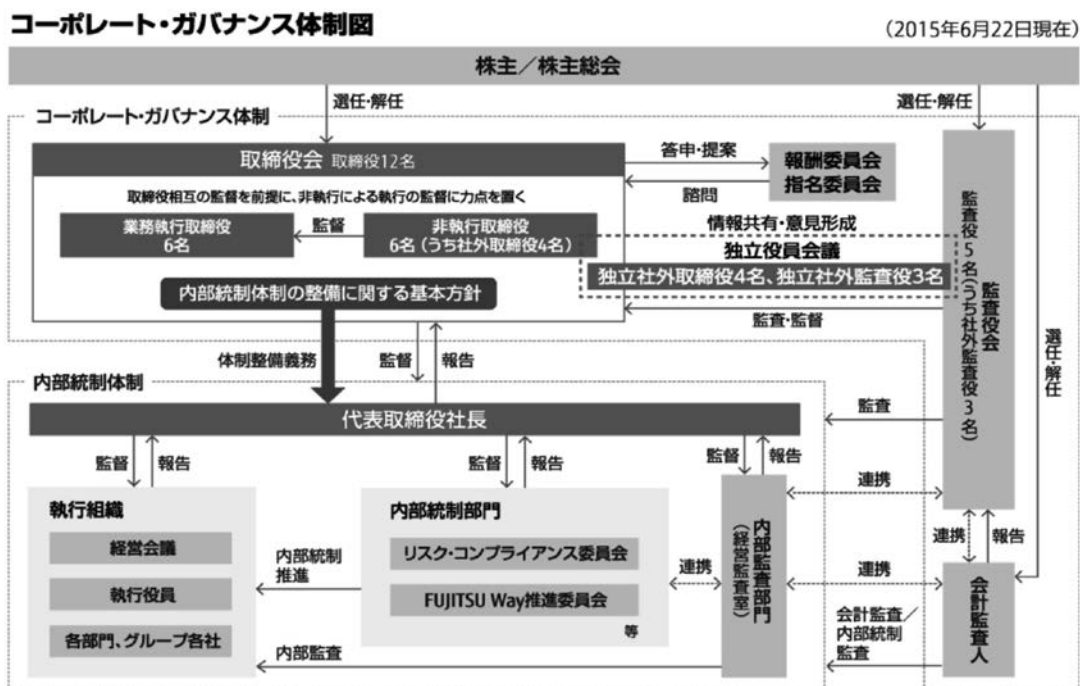 コーポレート・ガバナンス体制図
（2015年6月22日現在）
株主／株主総会
選任・解任
選任・解任
コーポレート・ガバナンス体制
取締役会 取締役12名
答申・提案
報酬委員会
指名委員会
諮問
取締役相互の監督を前提に、非執行による執行の監督に力点を置く
業務執行取締役
6名
監督
非執行取締役
6名（うち社外取締役4名）
情報共有・意見形成
独立役員会議
独立社外取締役4名、独立社外監査役3名
内部統制体制の整備に関する基本方針
監査・監督
監査役会
監査役5名（うち社外監査役3名）
選任・解任
体制整備義務
監督
報告
内部統制体制
代表取締役社長
監査
監督
報告
監督
報告
監督
報告
連携
執行組織
経営会議
執行役員
各部門、グループ各社
内部統制
推進
内部統制部門
リスク・コンプライアンス委員会
FUJITSU Way推進委員会
等
連携
内部監査部門
（経営監査室）
連携
連携
報告
会計監査人
会計監査／
内部統制
監査
内部監査